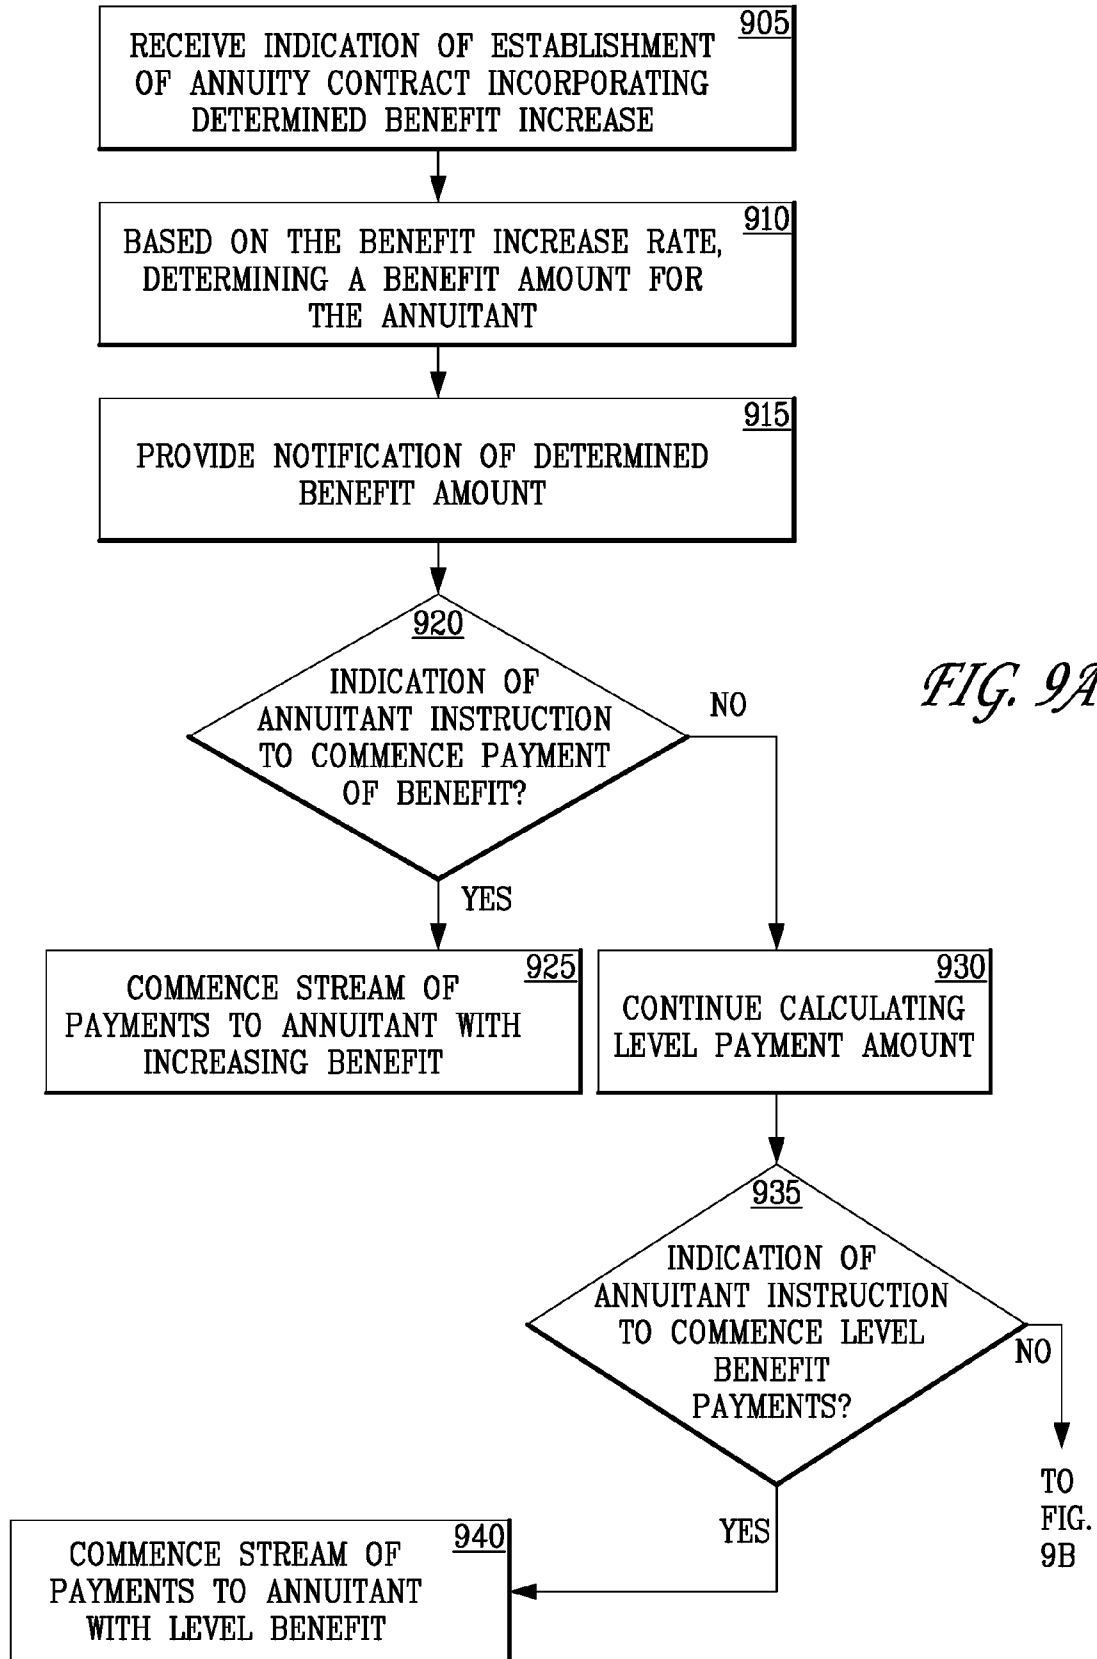 905
RECEIVE INDICATION OF ESTABLISHMENT
OF ANNUITY CONTRACT INCORPORATING
DETERMINED BENEFIT INCREASE
910
BASED ON THE BENEFIT INCREASE RATE,
DETERMINING A BENEFIT AMOUNT FOR
THE ANNUITANT
915
PROVIDE NOTIFICATION OF DETERMINED
BENEFIT AMOUNT
920
INDICATION OF
ANNUITANT INSTRUCTION
TO COMMENCE PAYMENT
OF BENEFIT?
NO
FIG. 9A
YES
925
COMMENCE STREAM OF
PAYMENTS TO ANNUITANT WITH
INCREASING BENEFIT
930
CONTINUE CALCULATING
LEVEL PAYMENT AMOUNT
935
INDICATION OF
ANNUITANT INSTRUCTION
TO COMMENCE LEVEL
BENEFIT
PAYMENTS?
NO
TO
FIG.
9B
YES
940
COMMENCE STREAM OF
PAYMENTS TO ANNUITANT
WITH LEVEL BENEFIT